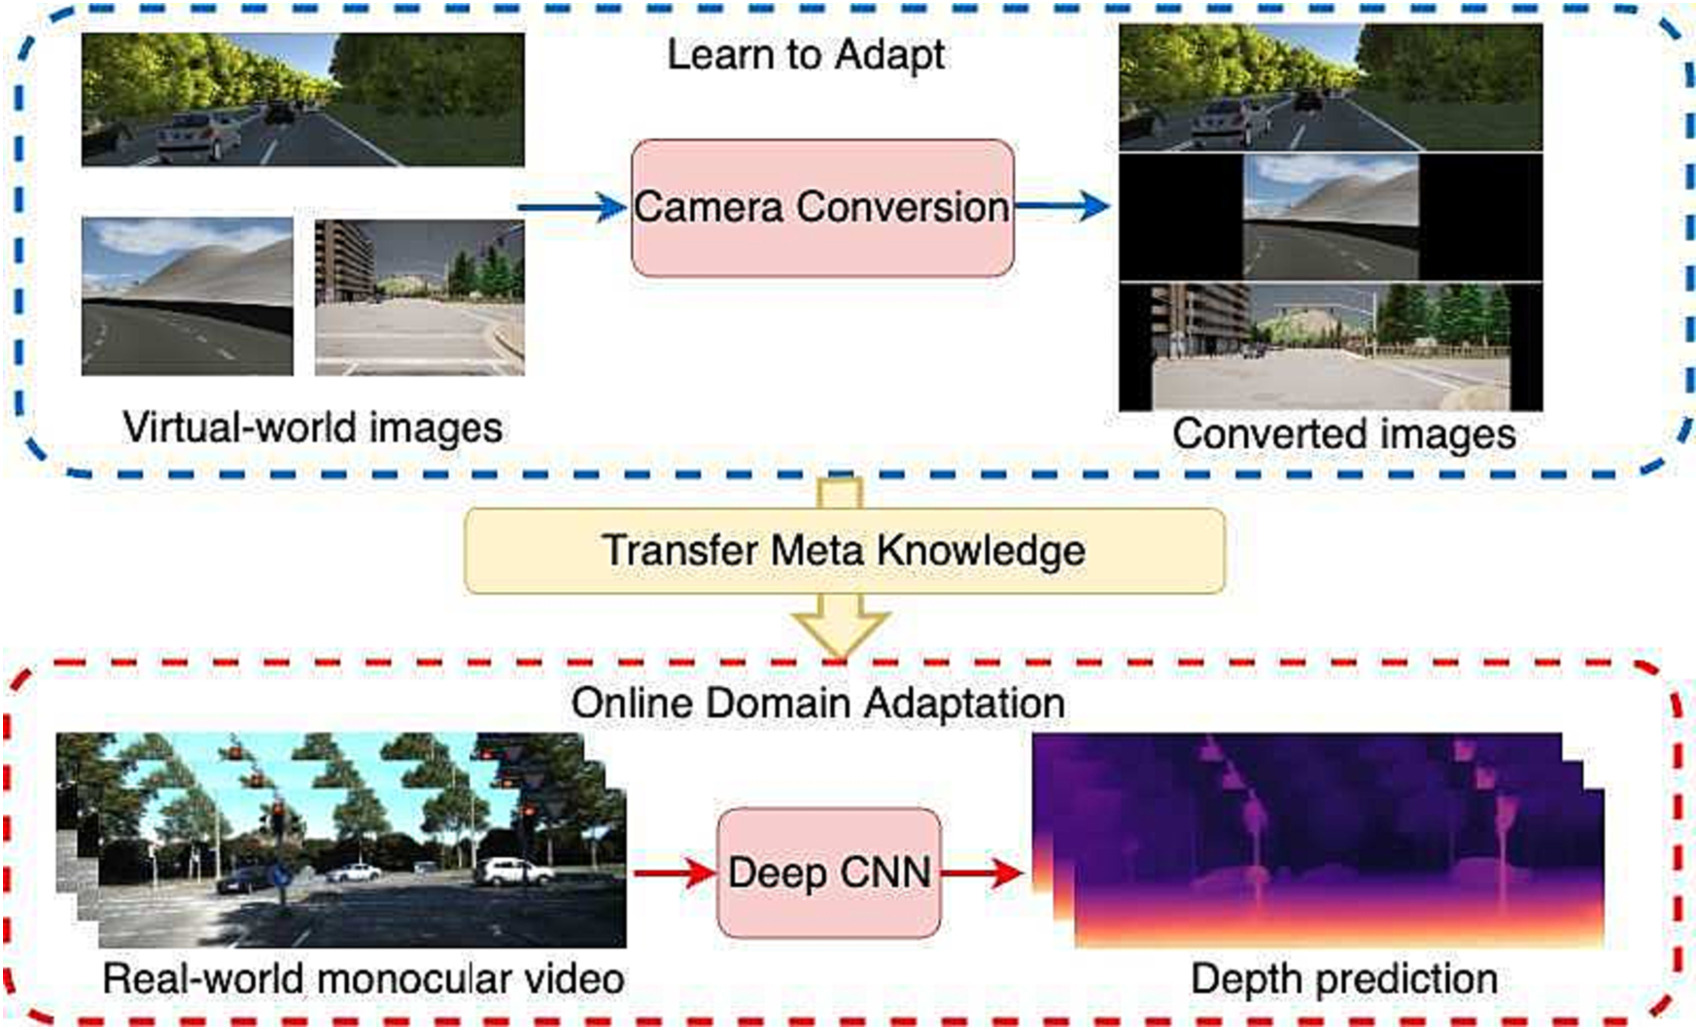 Learn to Adapt
Camera Conversion
Virtual-world images
Converted images
Transfer Meta Knowledge
Online Domain Adaptation
Deep CNN
Real-world monocular video
Depth prediction